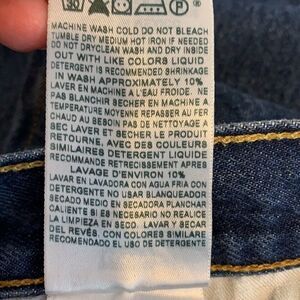 MACHINE WASH COLD DO NOT BLEACH
TUMBLE DRY MEDIUM HOT IRON IF NEEDED
DO NOT DRYCLEAN WASH AND DRY INSIDE
OUT WITH LIKE COLORS LIQUID
DETERGENT IS RECOMMENDED SHRINKAGE
IN WASH APPROXIMATELY 10%
LAVER EN MACHINE A L'EAU FROIDE. NE
PAS BLANCHIR SECHER EN MACHINE A
TEMPERATURE MOYENNE REPASSER AU FER
CHAUD AU BESOIN PAS DE NETTOYAGE A
SEC LAVER ET SECHER LE PRODUIT
RETOURNE, AVEC DES COULEURS
SIMILAIRES DETERGENT LIQUIDE
RECOMMANDE RETRECISSEMENT APRES
LAVAGE D'ENVIRON 10%
LAVAR EN LAVADORA CON AGUA FRIA CON
DETERGENTE NO USAR BLANQUEADOR
SECADO MEDIO EN SECADORA PLANCHAR
CALIENTE SI ES NECESARIO NO REALICE
LA LIMPIEZA EN SECO. LAVAR Y SECAR
DEL REVES. CON COLORES SIMILARE
RECOMENDADO EL USO DE DETERGENTE